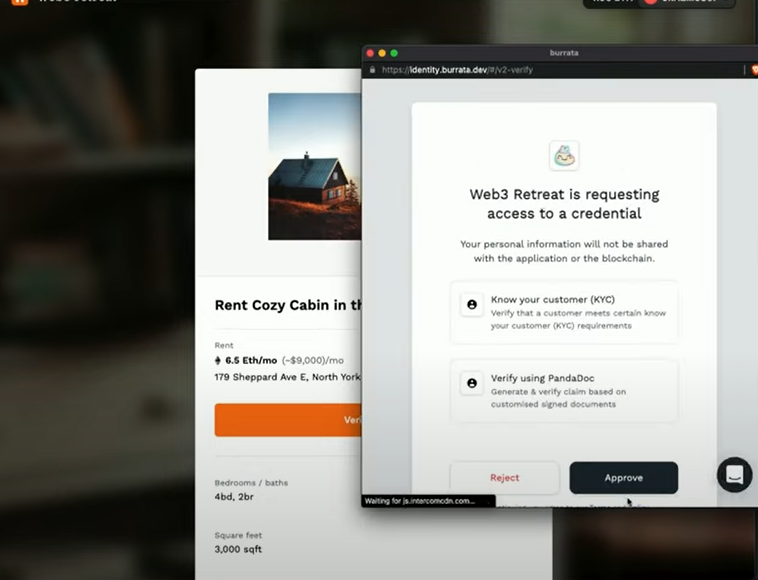 burrata
https://identity.burrata.dev/#/v2-verify
Web3 Retreat is requesting
access to a credential
Your personal information will not be shared
with the application or the blockchain.
Know your customer (KYC)
Verify that a customer meets certain know
your customer (KYC) requirements
Verify using PandaDoc
Generate & verify claim based on
customised signed documents
Reject
Approve
Waiting for js.intercomcdn.com...
Rent Cozy Cabin in
Rent
6.5 Eth/mo (~$9,000)/mo
179 Sheppard Ave E, North York
Bedrooms / baths
4bd, 2br
Square feet
3,000 sqft